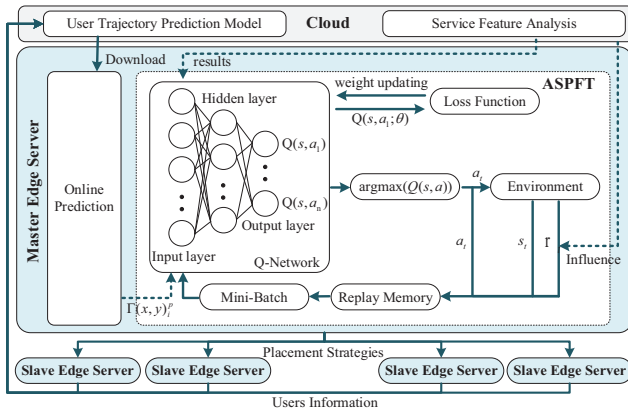 User Trajectory Prediction Model
Cloud
Service Feature Analysis
Download
results
ASPFT
Master Edge Server
Online
Prediction
Hidden layer
Q(s,a₁)
Q(s,aₙ)
Output layer
Input layer
Q-Network
weight updating
Q(s,aₜ;θ)
Loss Function
argmax(Q(s,a))
aₜ
Environment
aₜ
sₜ
r
Influence
Γ(x,y)ᵢᵖ
Mini-Batch
Replay Memory
Placement Strategies
Slave Edge Server
Slave Edge Server
Slave Edge Server
Slave Edge Server
Users Information